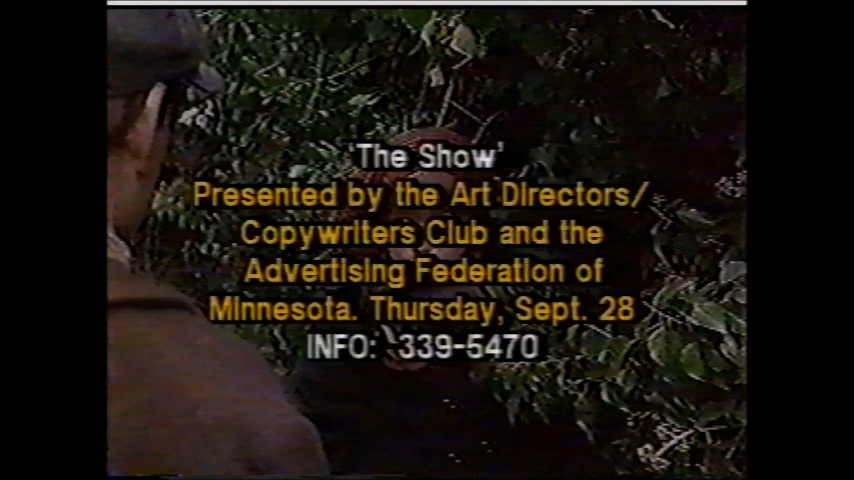 'The Show'
Presented by the Art Directors/
Copywriters Club and the
Advertising Federation of
Minnesota. Thursday, Sept. 28
INFO: 339-5470